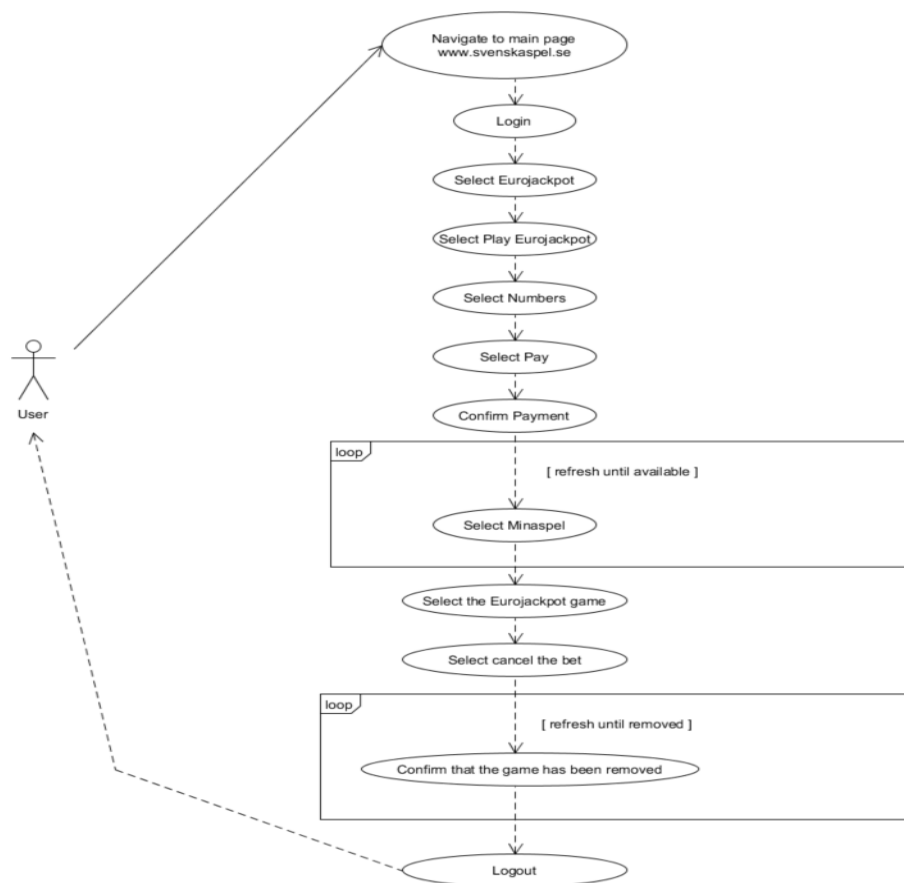 Navigate to main page
www.svenskaspel.se
Login
Select Eurojackpot
Select Play Eurojackpot
Select Numbers
Select Pay
User
Confirm Payment
loop
[ refresh until available ]
Select Minaspel
Select the Eurojackpot game
Select cancel the bet
loop
[ refresh until removed ]
Confirm that the game has been removed
Logout